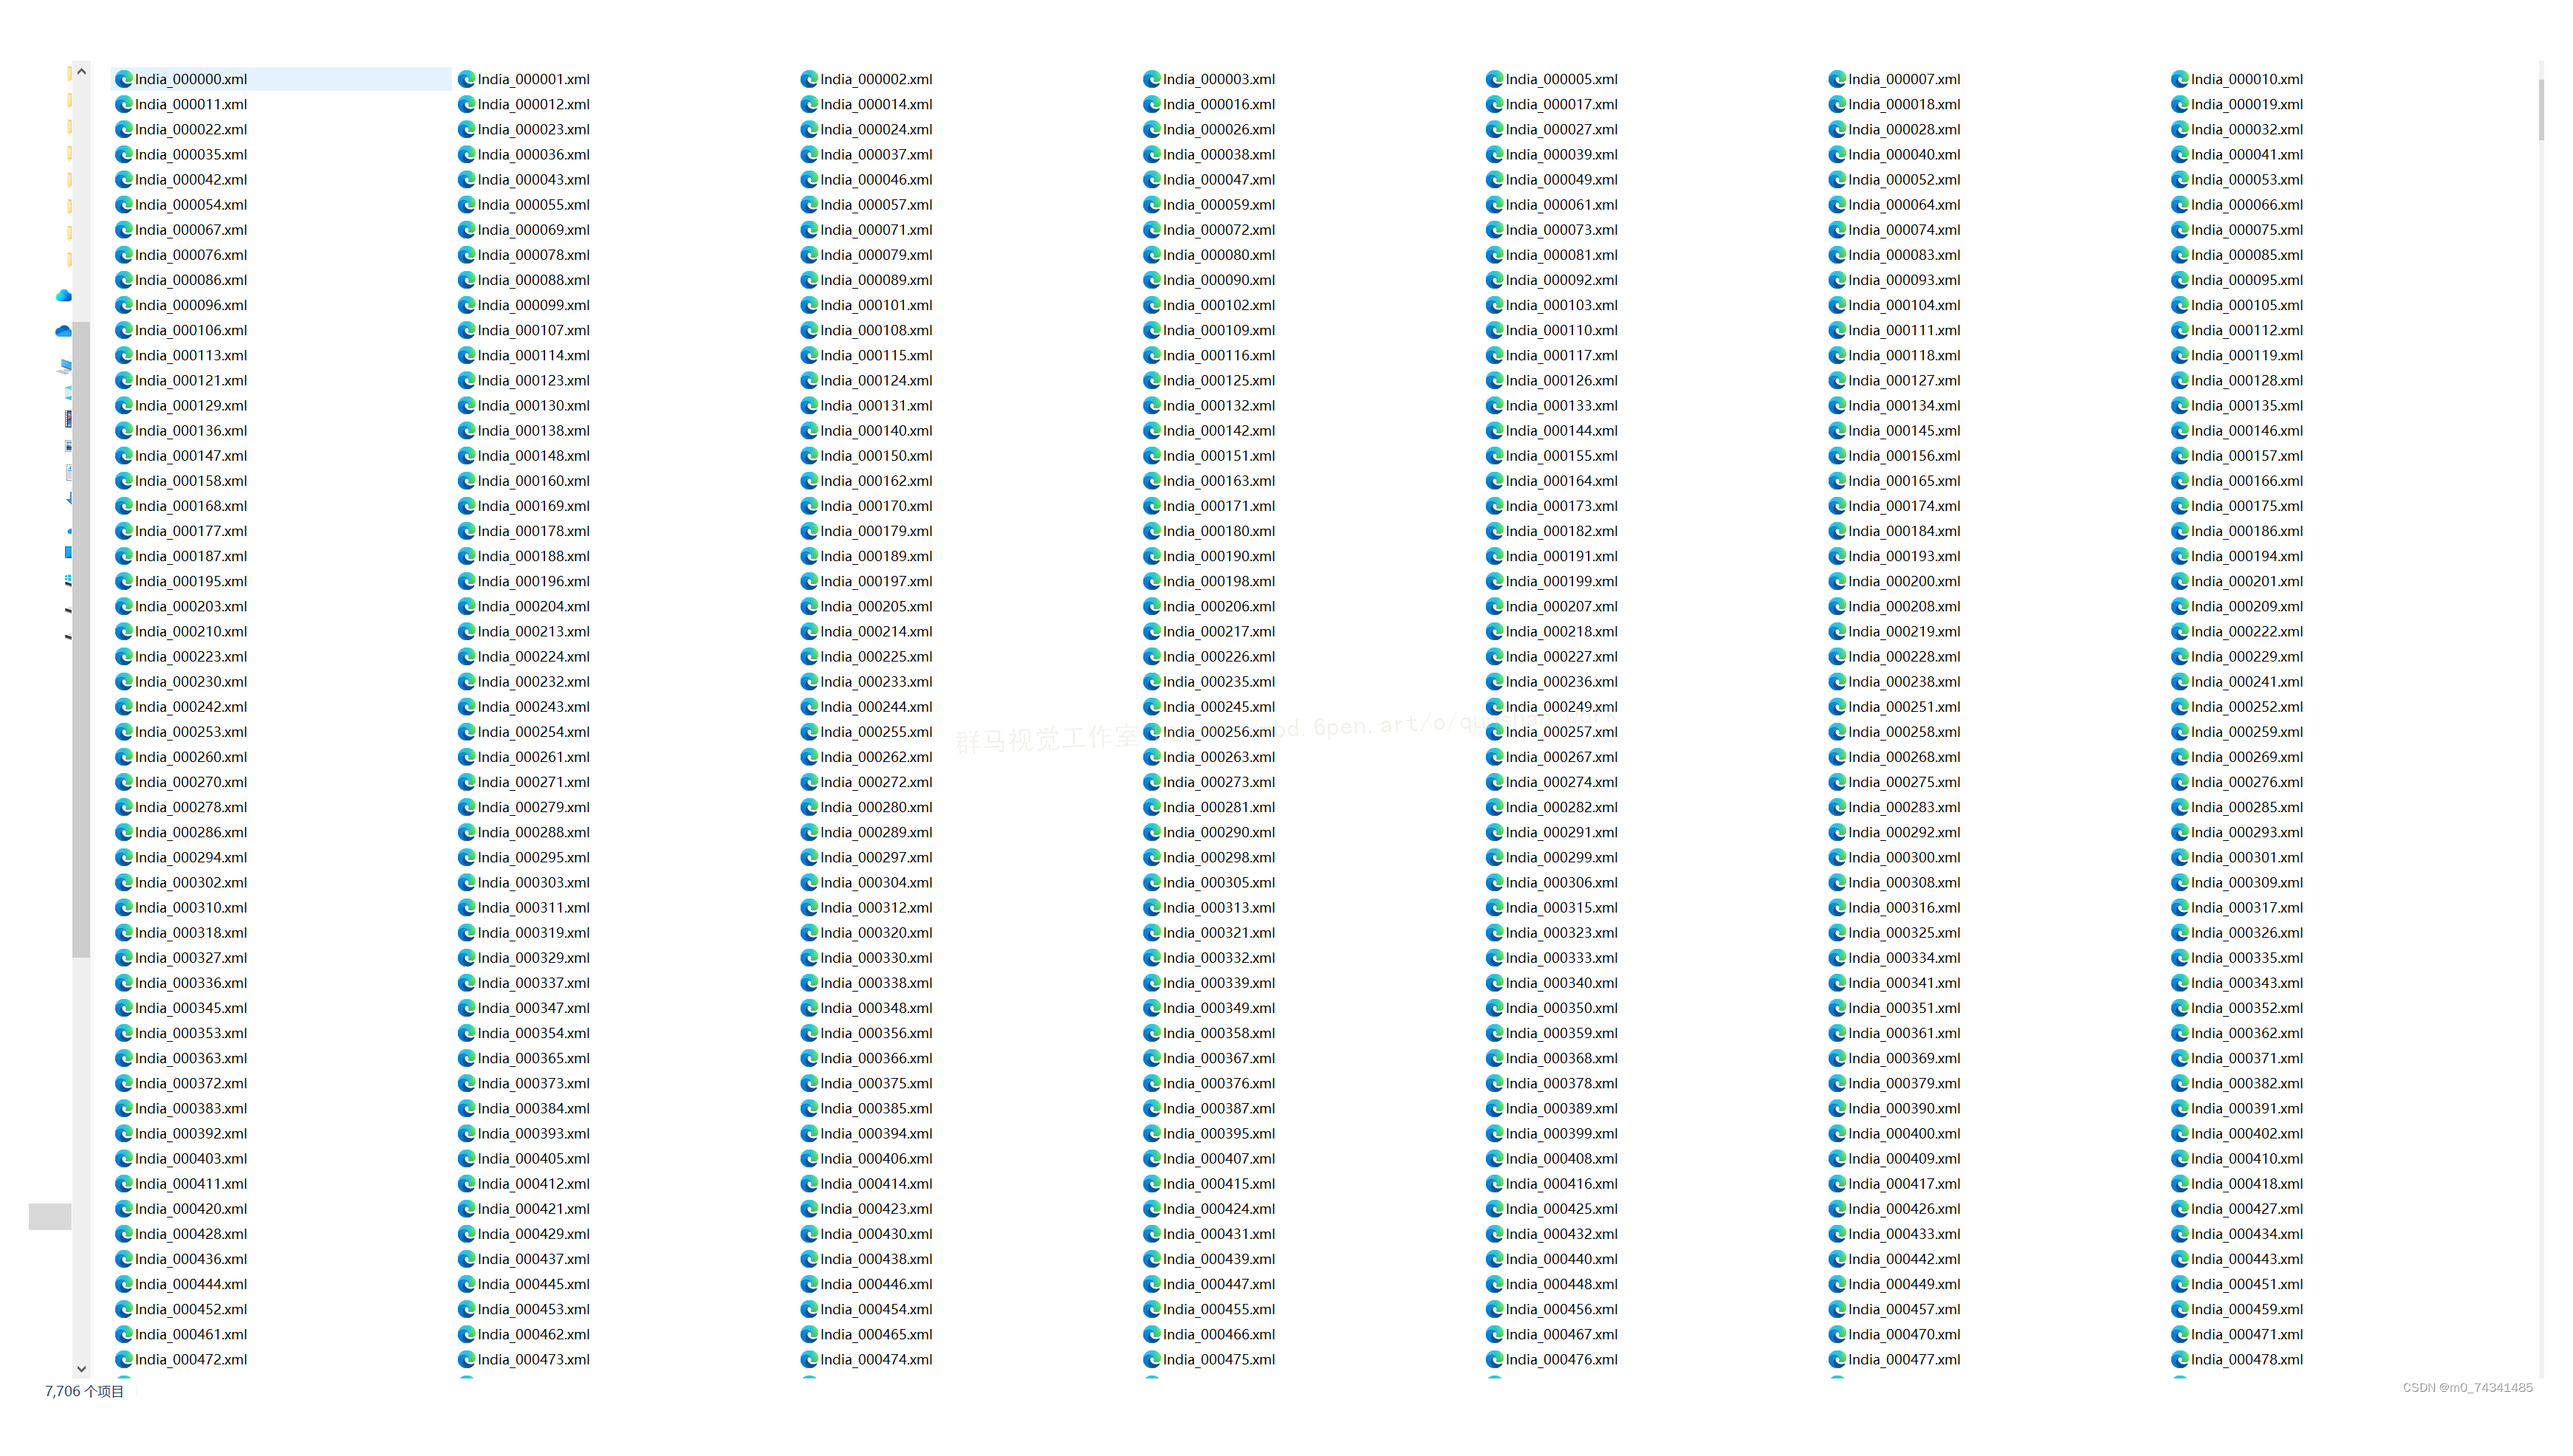 India_000000.xml India_000001.xml India_000002.xml India_000003.xml India_000005.xml India_000007.xml India_000010.xml
India_000011.xml India_000012.xml India_000014.xml India_000016.xml India_000017.xml India_000018.xml India_000019.xml
India_000022.xml India_000023.xml India_000024.xml India_000026.xml India_000027.xml India_000028.xml India_000032.xml
India_000035.xml India_000036.xml India_000037.xml India_000038.xml India_000039.xml India_000040.xml India_000041.xml
India_000042.xml India_000043.xml India_000046.xml India_000047.xml India_000049.xml India_000052.xml India_000053.xml
India_000054.xml India_000055.xml India_000057.xml India_000059.xml India_000061.xml India_000064.xml India_000066.xml
India_000067.xml India_000069.xml India_000071.xml India_000072.xml India_000073.xml India_000074.xml India_000075.xml
India_000076.xml India_000078.xml India_000079.xml India_000080.xml India_000081.xml India_000083.xml India_000085.xml
India_000086.xml India_000088.xml India_000089.xml India_000090.xml India_000092.xml India_000093.xml India_000095.xml
India_000096.xml India_000099.xml India_000101.xml India_000102.xml India_000103.xml India_000104.xml India_000105.xml
India_000106.xml India_000107.xml India_000108.xml India_000109.xml India_000110.xml India_000111.xml India_000112.xml
India_000113.xml India_000114.xml India_000115.xml India_000116.xml India_000117.xml India_000118.xml India_000119.xml
India_000121.xml India_000123.xml India_000124.xml India_000125.xml India_000126.xml India_000127.xml India_000128.xml
India_000129.xml India_000130.xml India_000131.xml India_000132.xml India_000133.xml India_000134.xml India_000135.xml
India_000136.xml India_000138.xml India_000140.xml India_000142.xml India_000144.xml India_000145.xml India_000146.xml
India_000147.xml India_000148.xml India_000150.xml India_000151.xml India_000155.xml India_000156.xml India_000157.xml
India_000158.xml India_000160.xml India_000162.xml India_000163.xml India_000164.xml India_000165.xml India_000166.xml
India_000168.xml India_000169.xml India_000170.xml India_000171.xml India_000173.xml India_000174.xml India_000175.xml
India_000177.xml India_000178.xml India_000179.xml India_000180.xml India_000182.xml India_000184.xml India_000186.xml
India_000187.xml India_000188.xml India_000189.xml India_000190.xml India_000191.xml India_000193.xml India_000194.xml
India_000195.xml India_000196.xml India_000197.xml India_000198.xml India_000199.xml India_000200.xml India_000201.xml
India_000203.xml India_000204.xml India_000205.xml India_000206.xml India_000207.xml India_000208.xml India_000209.xml
India_000210.xml India_000213.xml India_000214.xml India_000217.xml India_000218.xml India_000219.xml India_000222.xml
India_000223.xml India_000224.xml India_000225.xml India_000226.xml India_000227.xml India_000228.xml India_000229.xml
India_000230.xml India_000232.xml India_000233.xml India_000235.xml India_000236.xml India_000238.xml India_000241.xml
India_000242.xml India_000243.xml India_000244.xml India_000245.xml India_000249.xml India_000251.xml India_000252.xml
India_000253.xml India_000254.xml India_000255.xml India_000256.xml India_000257.xml India_000258.xml India_000259.xml
群马视觉工作室
India_000260.xml India_000261.xml India_000262.xml India_000263.xml India_000267.xml India_000268.xml India_000269.xml
India_000270.xml India_000271.xml India_000272.xml India_000273.xml India_000274.xml India_000275.xml India_000276.xml
India_000278.xml India_000279.xml India_000280.xml India_000281.xml India_000282.xml India_000283.xml India_000285.xml
India_000286.xml India_000288.xml India_000289.xml India_000290.xml India_000291.xml India_000292.xml India_000293.xml
India_000294.xml India_000295.xml India_000297.xml India_000298.xml India_000299.xml India_000300.xml India_000301.xml
India_000302.xml India_000303.xml India_000304.xml India_000305.xml India_000306.xml India_000308.xml India_000309.xml
India_000310.xml India_000311.xml India_000312.xml India_000313.xml India_000315.xml India_000316.xml India_000317.xml
India_000318.xml India_000319.xml India_000320.xml India_000321.xml India_000323.xml India_000325.xml India_000326.xml
India_000327.xml India_000329.xml India_000330.xml India_000332.xml India_000333.xml India_000334.xml India_000335.xml
India_000336.xml India_000337.xml India_000338.xml India_000339.xml India_000340.xml India_000341.xml India_000343.xml
India_000345.xml India_000347.xml India_000348.xml India_000349.xml India_000350.xml India_000351.xml India_000352.xml
India_000353.xml India_000354.xml India_000356.xml India_000358.xml India_000359.xml India_000361.xml India_000362.xml
India_000363.xml India_000365.xml India_000366.xml India_000367.xml India_000368.xml India_000369.xml India_000371.xml
India_000372.xml India_000373.xml India_000375.xml India_000376.xml India_000378.xml India_000379.xml India_000382.xml
India_000383.xml India_000384.xml India_000385.xml India_000387.xml India_000389.xml India_000390.xml India_000391.xml
India_000392.xml India_000393.xml India_000394.xml India_000395.xml India_000399.xml India_000400.xml India_000402.xml
India_000403.xml India_000405.xml India_000406.xml India_000407.xml India_000408.xml India_000409.xml India_000410.xml
India_000411.xml India_000412.xml India_000414.xml India_000415.xml India_000416.xml India_000417.xml India_000418.xml
India_000420.xml India_000421.xml India_000423.xml India_000424.xml India_000425.xml India_000426.xml India_000427.xml
India_000428.xml India_000429.xml India_000430.xml India_000431.xml India_000432.xml India_000433.xml India_000434.xml
India_000436.xml India_000437.xml India_000438.xml India_000439.xml India_000440.xml India_000442.xml India_000443.xml
India_000444.xml India_000445.xml India_000446.xml India_000447.xml India_000448.xml India_000449.xml India_000451.xml
India_000452.xml India_000453.xml India_000454.xml India_000455.xml India_000456.xml India_000457.xml India_000459.xml
India_000461.xml India_000462.xml India_000465.xml India_000466.xml India_000467.xml India_000470.xml India_000471.xml
India_000472.xml India_000473.xml India_000474.xml India_000475.xml India_000476.xml India_000477.xml India_000478.xml
7,706 个项目
CSDN @m0_74341485